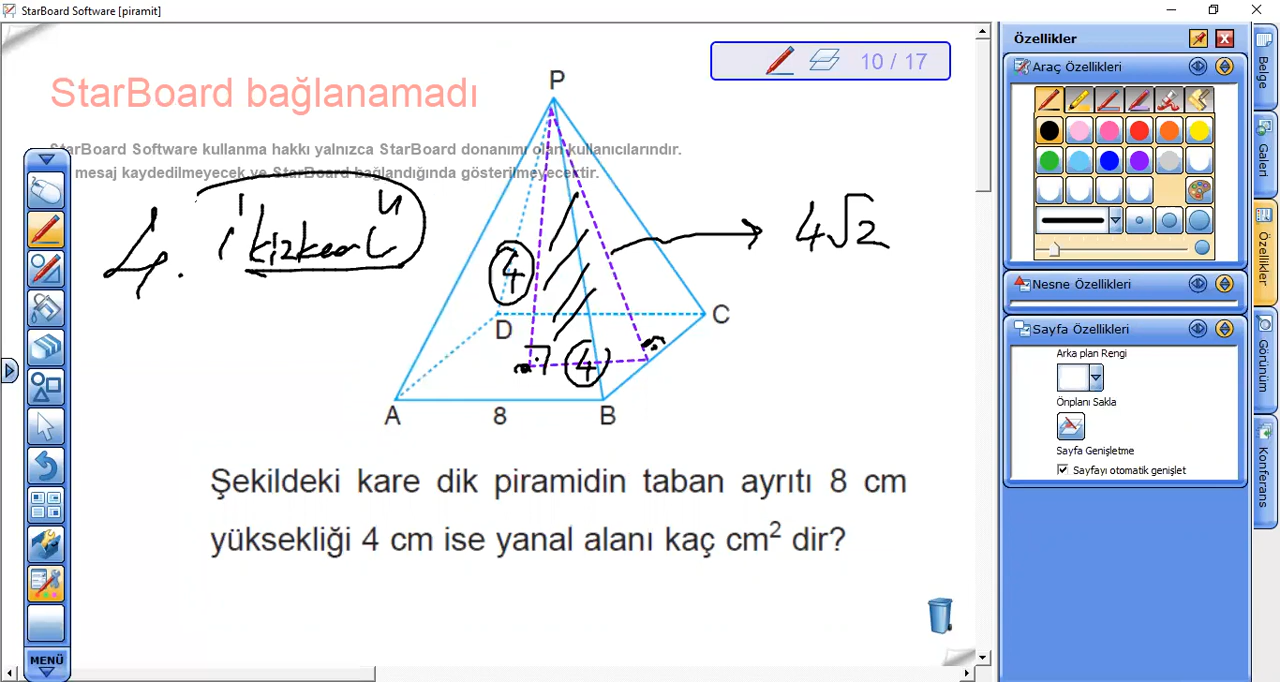 StarBoard Software [piramit]
10 / 17
StarBoard bağlanamadı
StarBoard Software kullanma hakkı yalnızca StarBoard donanımı olan kullanıcılarındır.
mesaj kaydedilmeyecek ve StarBoard bağlandığında gösterilmeyecektir.
P
4.
ikizkenar
4
4√2
D
C
4
A
8
B
Şekildeki kare dik piramidin taban ayrıtı 8 cm
yüksekliği 4 cm ise yanal alanı kaç cm² dir?
MENÜ
Özellikler
Araç Özellikleri
Nesne Özellikleri
Sayfa Özellikleri
Arka plan Rengi
Önplanı Sakla
Sayfa Genişletme
Sayfayı otomatik genişlet
Belge
Galeri
Özellikler
Görünüm
Konferans